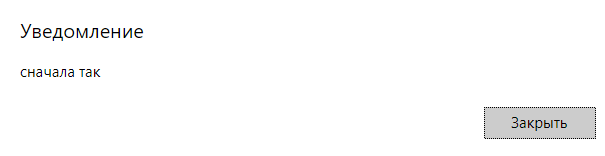 Уведомление
сначала так
Закрыть